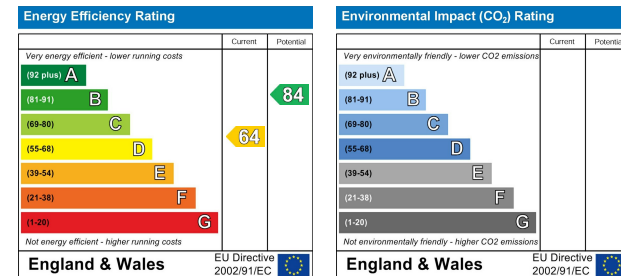 Energy Efficiency Rating
Current Potential
Very energy efficient - lower running costs
(92 plus) A
(81-91) B
84
(69-80) C
64
(55-68) D
(39-54) E
(21-38) F
(1-20) G
Not energy efficient - higher running costs
England & Wales
EU Directive
2002/91/EC
Environmental Impact (CO₂) Rating
Current Potentia
Very environmentally friendly - lower CO2 emissions
(92 plus) A
(81-91) B
(69-80) C
(55-68) D
(39-54) E
(21-38) F
(1-20) G
Not environmentally friendly - higher CO2 emissions
England & Wales
EU Directive
2002/91/EC